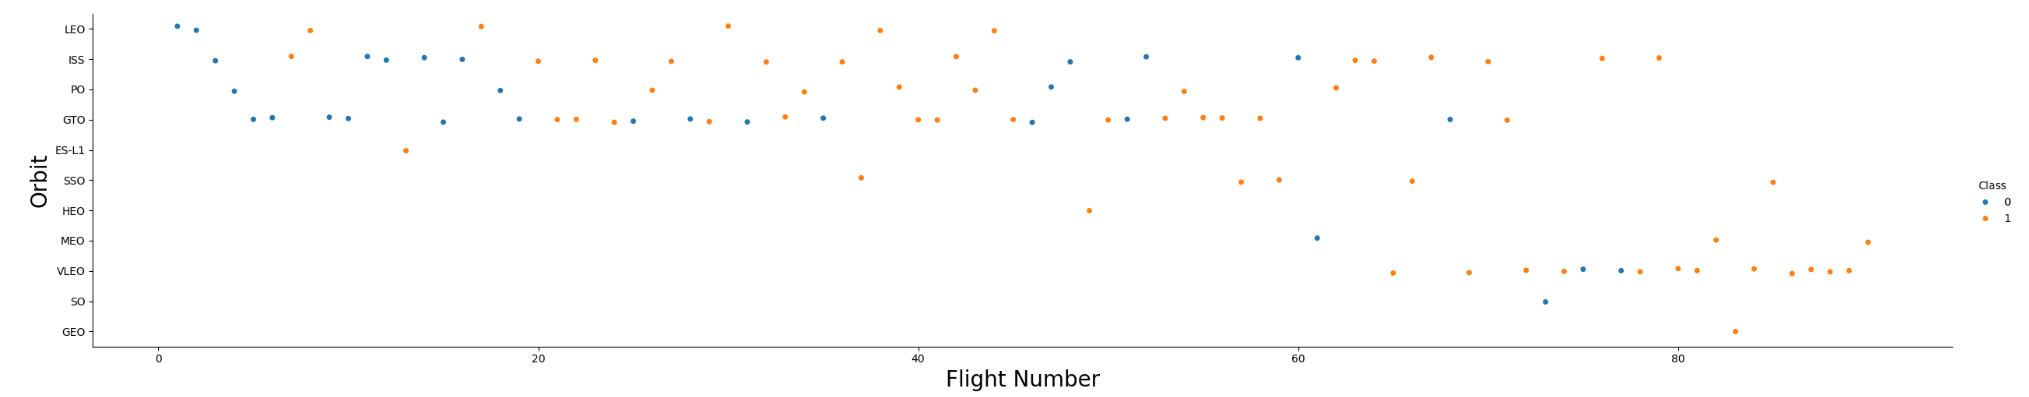 LEO
ISS
PO
GTO
ES-L1
SSO
HEO
MEO
VLEO
SO
GEO
Orbit
0 20 40 60 80
Flight Number
Class
0
1